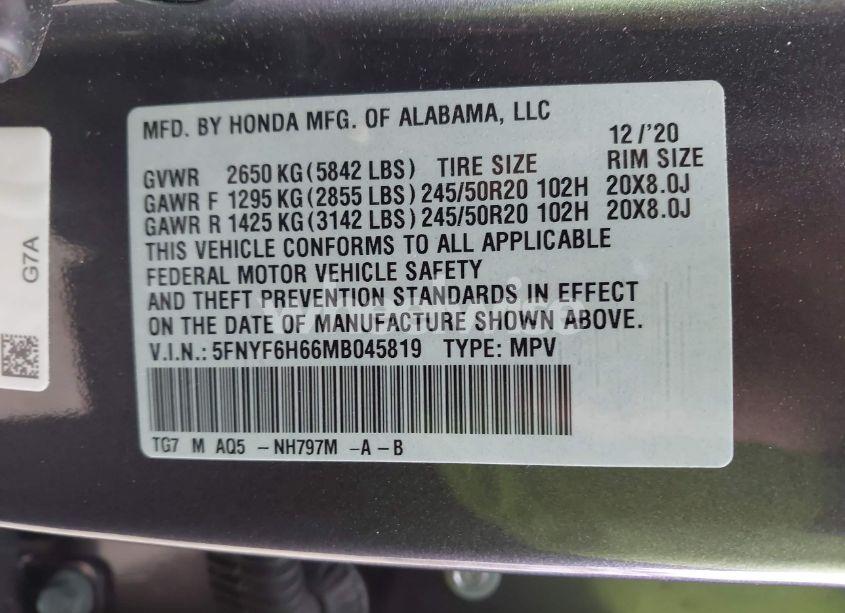 MFD. BY HONDA MFG. OF ALABAMA, LLC
12/'20
GVWR 2650 KG (5842 LBS) TIRE SIZE RIM SIZE
GAWR F 1295 KG (2855 LBS) 245/50R20 102H 20X8.0J
GAWR R 1425 KG (3142 LBS) 245/50R20 102H 20X8.0J
THIS VEHICLE CONFORMS TO ALL APPLICABLE
FEDERAL MOTOR VEHICLE SAFETY
AND THEFT PREVENTION STANDARDS IN EFFECT
ON THE DATE OF MANUFACTURE SHOWN ABOVE.
V.I.N.: 5FNYF6H66MB045819 TYPE: MPV
TG7 M AQ5 -NH797M -A -B
G7A